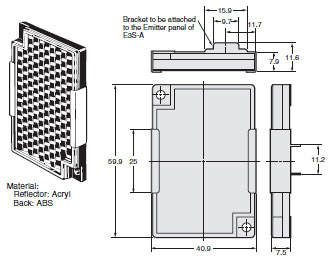 15.9
Bracket to be attached
to the Emitter panel of
E3S-A
9.7
11.7
7.9
11.6
59.9
25
11.2
Material:
Reflector: Acryl
Back: ABS
40.9
7.5